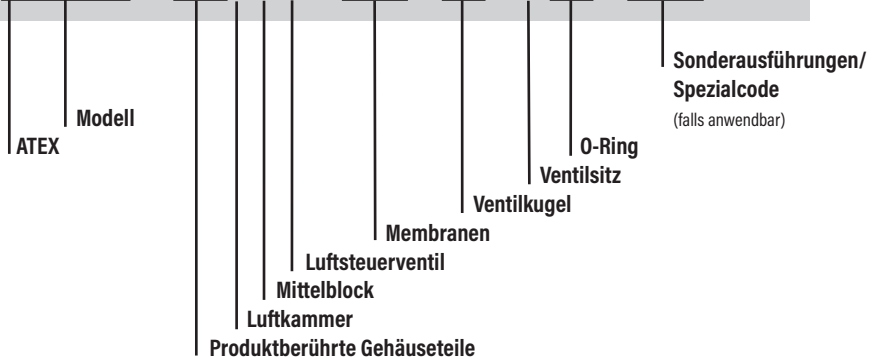 Sonderausführungen/
Spezialcode
(falls anwendbar)
Modell
ATEX
O-Ring
Ventilsitz
Ventilkugel
Membranen
Luftsteuerventil
Mittelblock
Luftkammer
Produktberührte Gehäuseteile